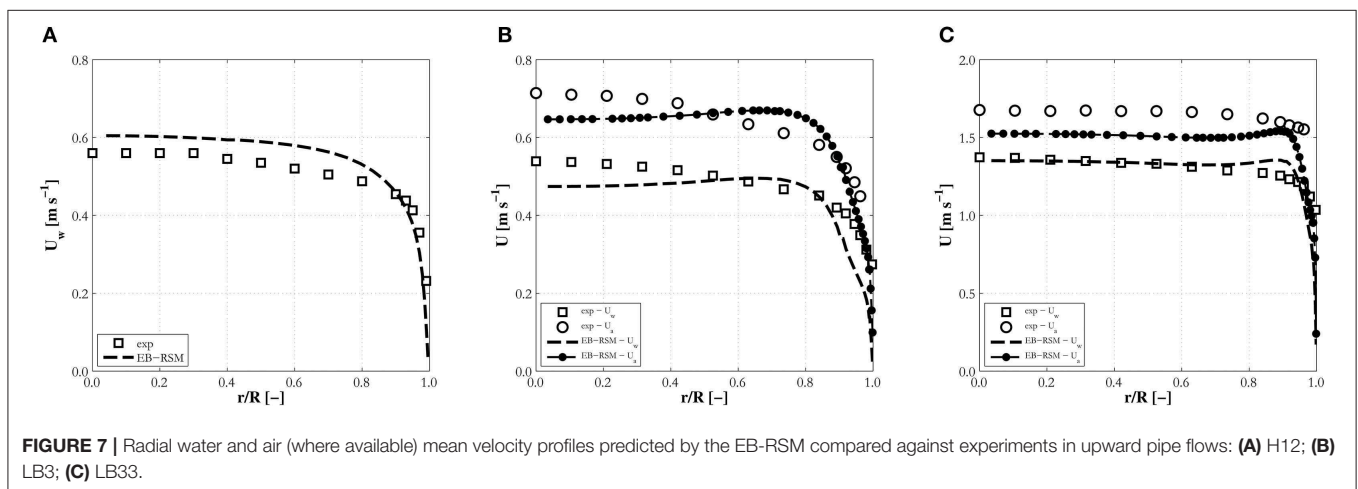 A
0.8
0.6
0.4
0.2
0.0
U_w [m s⁻¹]
exp
EB−RSM
0.0
0.2
0.4
0.6
0.8
1.0
r/R [−]
B
0.8
0.6
0.4
0.2
0.0
U [m s⁻¹]
exp − U_w
exp − U_a
EB−RSM − U_w
EB−RSM − U_a
0.0
0.2
0.4
0.6
0.8
1.0
r/R [−]
C
2.0
1.5
1.0
1.5
0.0
U [m s⁻¹]
exp − U_w
exp − U_a
EB−RSM − U_w
EB−RSM − U_a
0.0
0.2
0.4
0.6
0.8
1.0
r/R [−]
FIGURE 7 | Radial water and air (where available) mean velocity profiles predicted by the EB-RSM compared against experiments in upward pipe flows: (A) H12; (B)
LB3; (C) LB33.